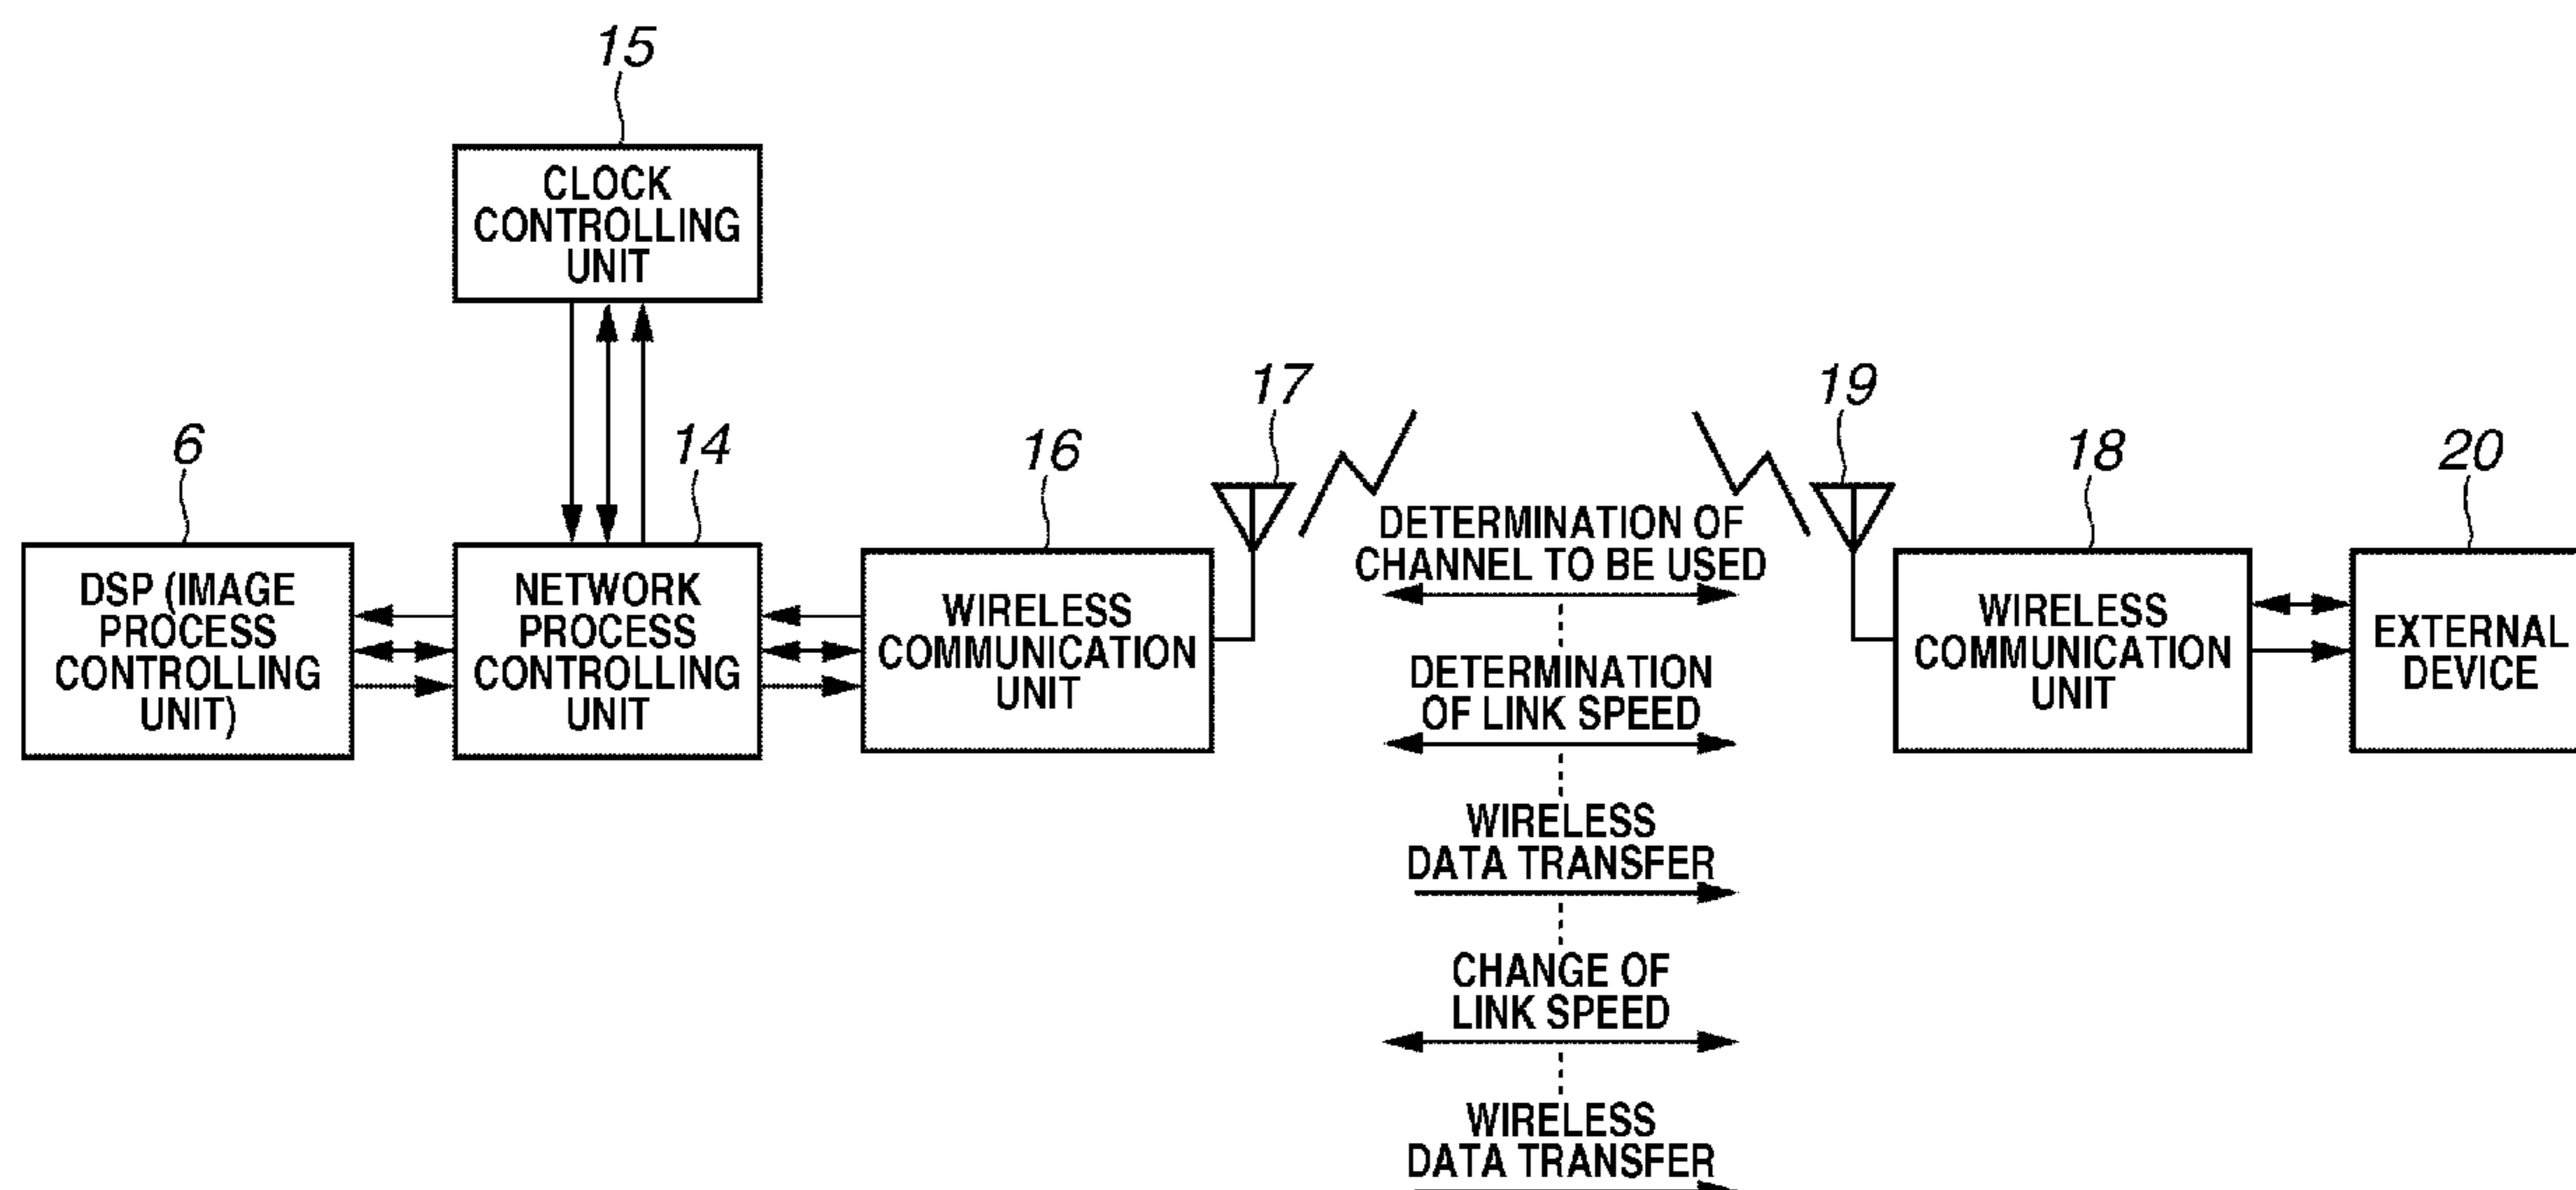 15
CLOCK
CONTROLLING
UNIT
6
DSP (IMAGE
PROCESS
CONTROLLING
UNIT)
14
NETWORK
PROCESS
CONTROLLING
UNIT
16
WIRELESS
COMMUNICATION
UNIT
17
19
DETERMINATION OF
CHANNEL TO BE USED
DETERMINATION
OF LINK SPEED
WIRELESS
DATA TRANSFER
CHANGE OF
LINK SPEED
WIRELESS
DATA TRANSFER
18
WIRELESS
COMMUNICATION
UNIT
20
EXTERNAL
DEVICE